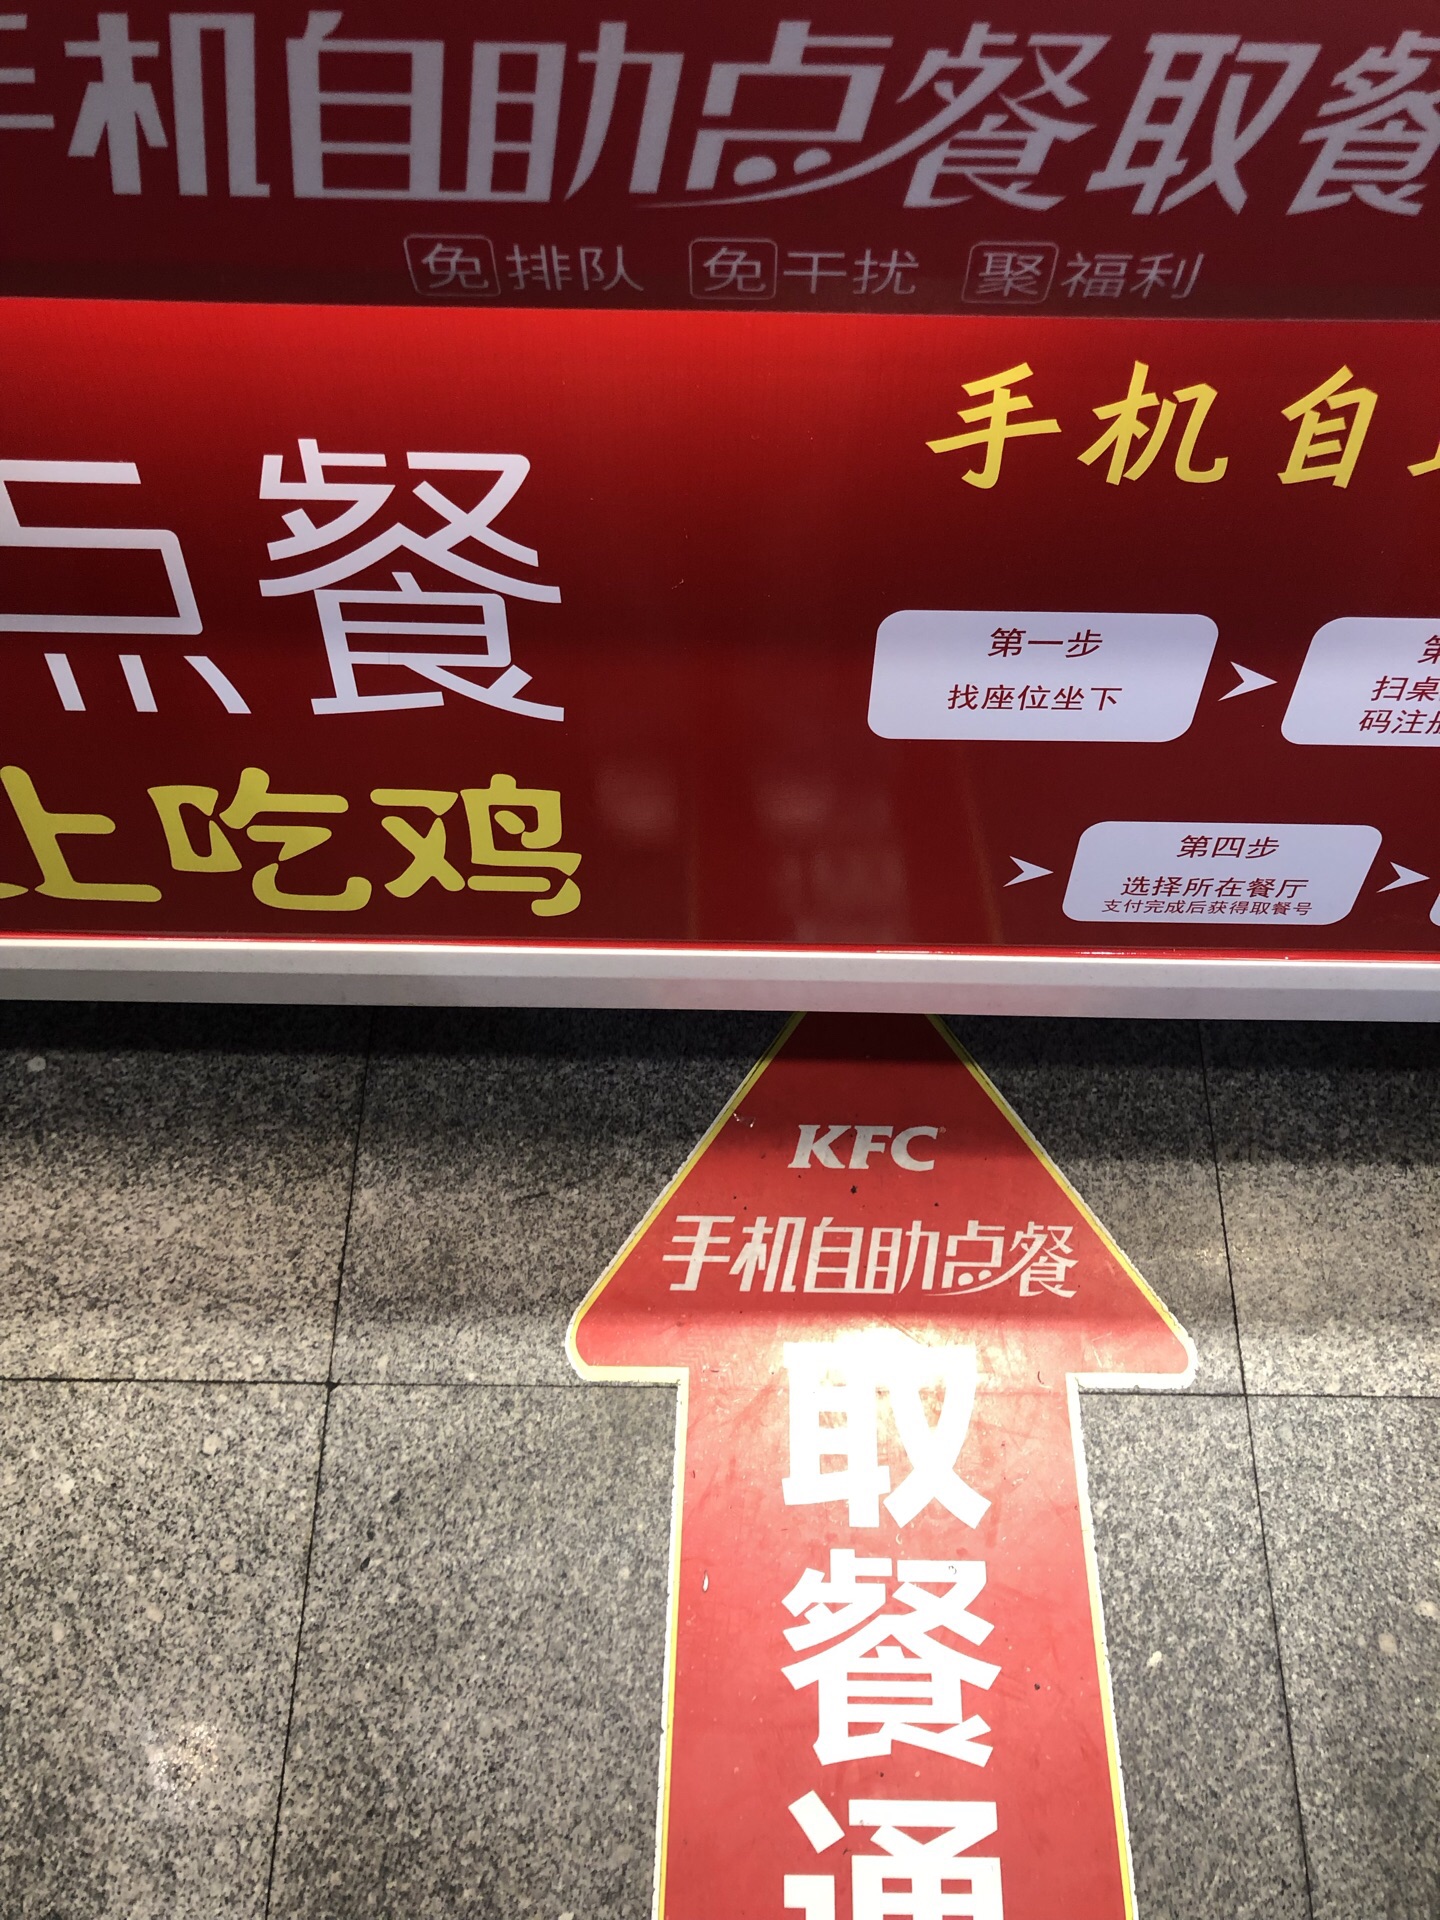 手机自助点餐取餐
免排队 免干扰 聚福利
点餐
上吃鸡
手机自
第一步
找座位坐下
第
扫桌
码注册
第四步
选择所在餐厅
支付完成后获得取餐号
KFC
手机自助点餐
取
餐
通